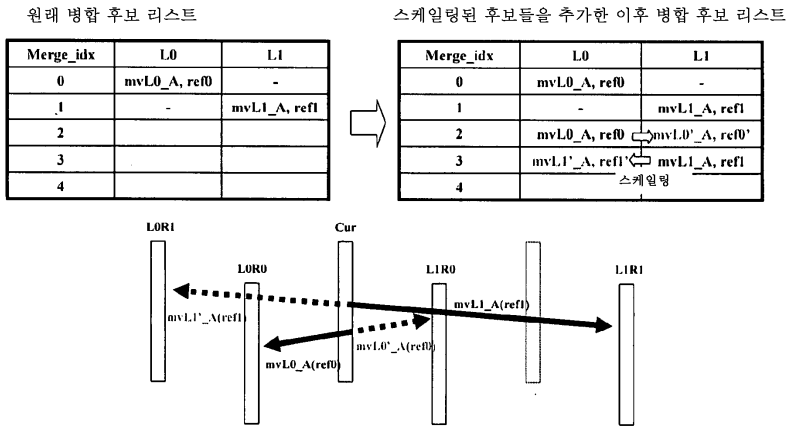 원래 병합 후보 리스트
스케일링된 후보들을 추가한 이후 병합 후보 리스트
Merge_idx L0 L1
0 mvL0_A, ref0 -
1 - mvL1_A, ref1
2
3
4
Merge_idx L0 L1
0 mvL0_A, ref0 -
1 - mvL1_A, ref1
2 mvL0_A, ref0 mvL0'_A, ref0'
3 mvL1'_A, ref1' mvL1_A, ref1
스케일링
4
L0R1 Cur
L0R0 L1R0 L1R1
mvL1_A(ref1)
mvL1'_A(ref1)
mvL0'_A(ref0)
mvL0_A(ref0)